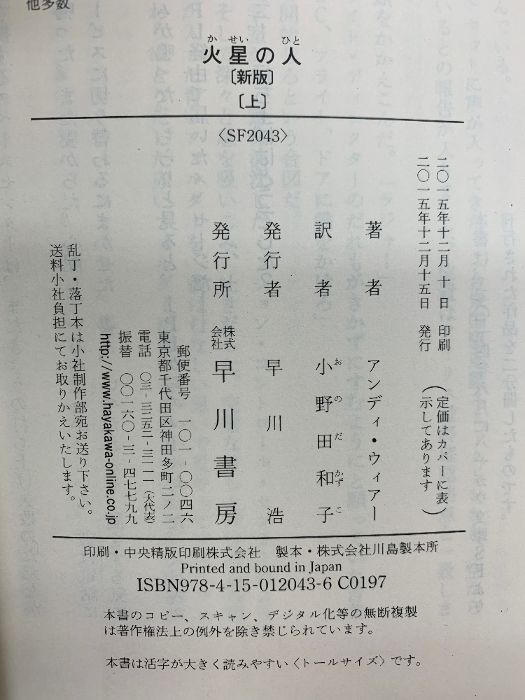 他多数
かせい ひと
火星の人
〔新版〕
〔上〕
〈SF2043〉
二〇一五年十二月 十 日 印刷
二〇一五年十二月十五日 発行
(定価はカバーに表示してあります)
著者 アンディ・ウィアー
訳者 小野田和子
おのだかずこ
発行者 早川浩
発行所 株式会社 早川書房
郵便番号 一〇一-〇〇四六
東京都千代田区神田多町二ノ二
電話 〇三-三二五二-三一一一(大代表)
振替 〇〇一六〇-三-四七七九九
http://www.hayakawa-online.co.jp
乱丁・落丁本は小社制作部宛お送り下さい。
送料小社負担にてお取りかえいたします。
印刷・中央精版印刷株式会社 製本・株式会社川島製本所
Printed and bound in Japan
ISBN978-4-15-012043-6 C0197
本書のコピー、スキャン、デジタル化等の無断複製
は著作権法上の例外を除き禁じられています。
本書は活字が大きく読みやすい〈トールサイズ〉です。